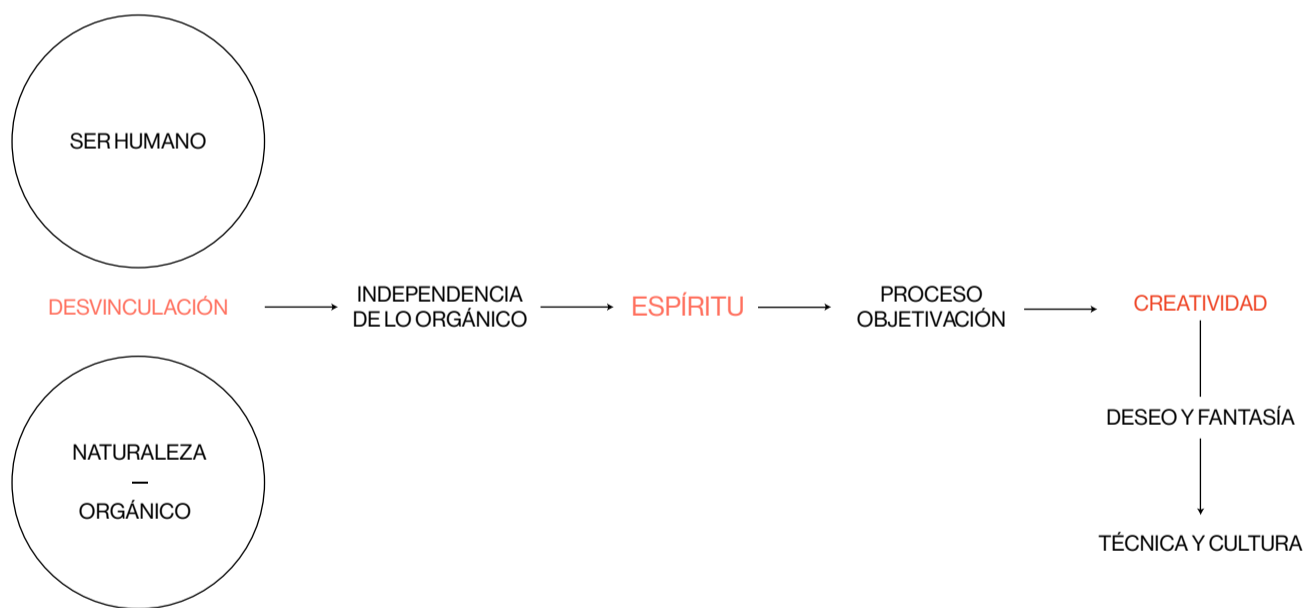 SER HUMANO
DESVINCULACIÓN
INDEPENDENCIA
DE LO ORGÁNICO
ESPÍRITU
PROCESO
OBJETIVACIÓN
CREATIVIDAD
DESEO Y FANTASÍA
TÉCNICA Y CULTURA
NATURALEZA
—
ORGÁNICO